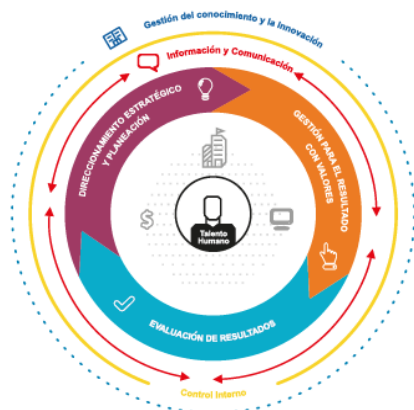 Gestión del conocimiento y la Innovación
Información y Comunicación
DIRECCIONAMIENTO ESTRATÉGICO
Y PLANEACIÓN
GESTIÓN PARA EL RESULTADO
CON VALORES
$
Talento
Humano
EVALUACIÓN DE RESULTADOS
Control Interno